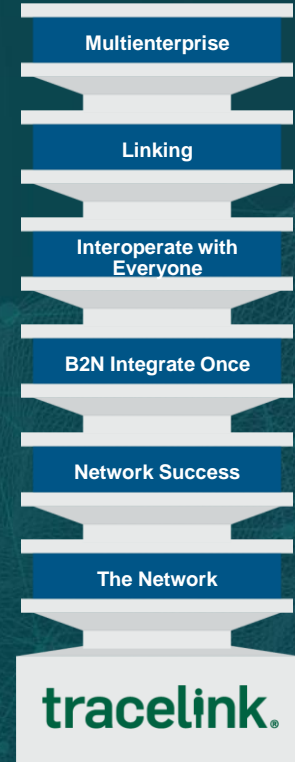 Multienterprise
Linking
Interoperate with
Everyone
B2N Integrate Once
Network Success
The Network
tracelink®